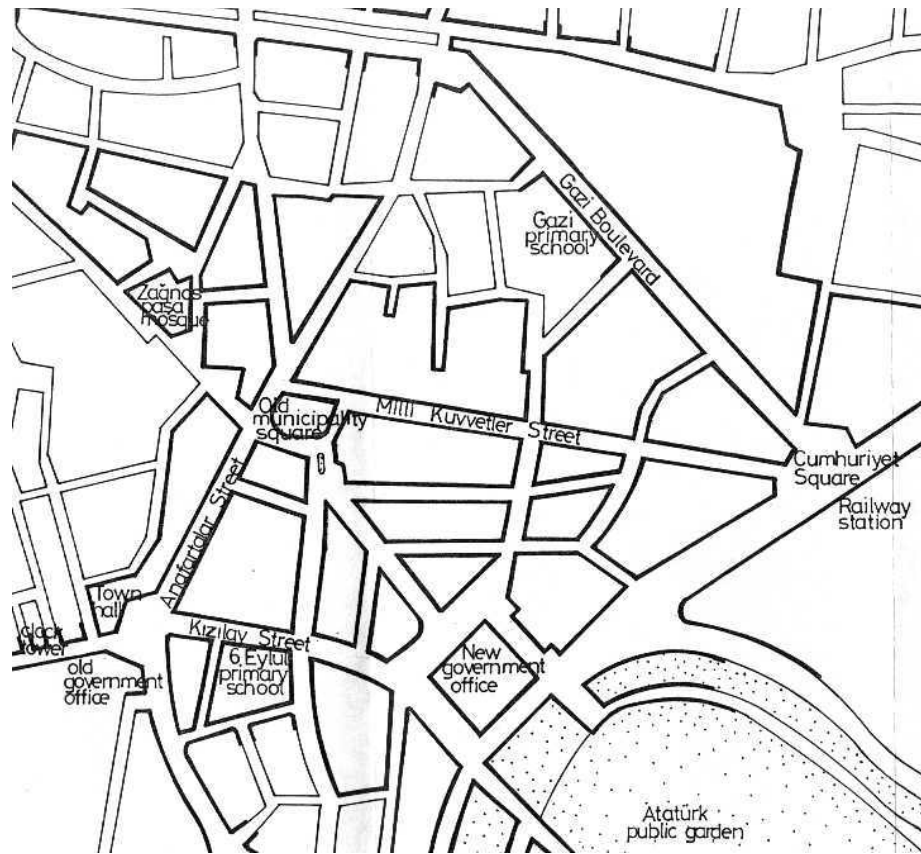 Gazi Boulevard
Gazi
primary
school
Zağnos
paşa
mosque
Old
municipality
square
Milli Kuvvetler Street
Cumhuriyet
Square
Railway
station
Anafartalar Street
Town
hall
clock
tower
Kızılay Street
old
government
office
6 Eylül
primary
school
New
government
office
Atatürk
public garden